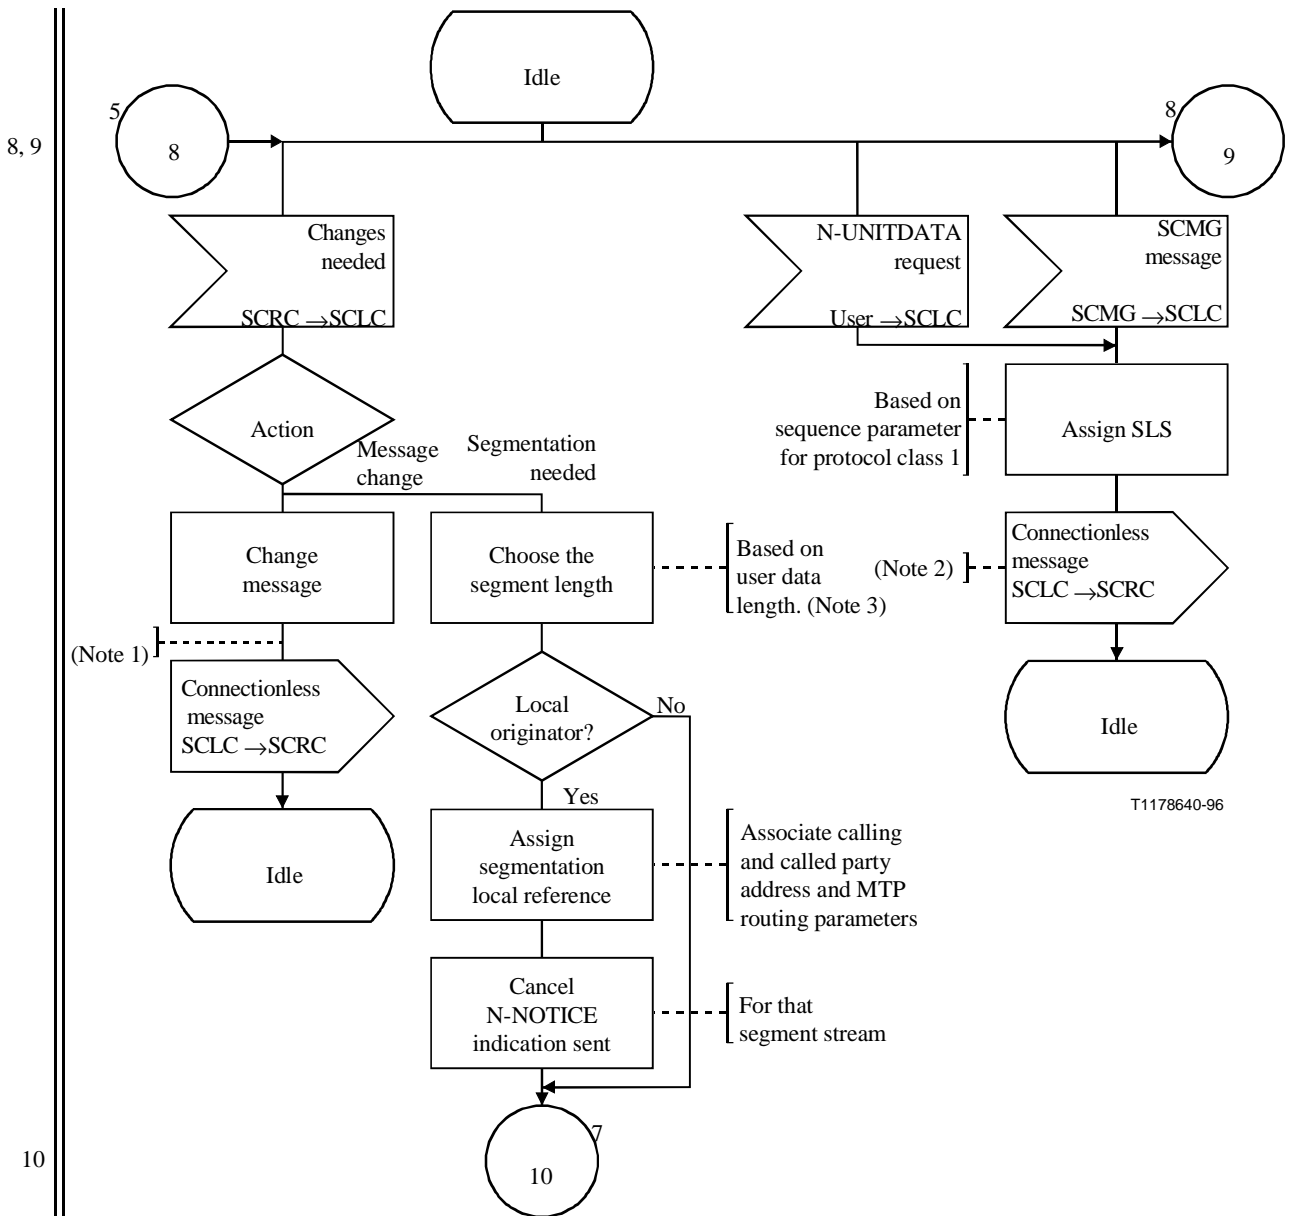 Idle
5
8
8
9
8, 9
Changes
needed
SCRC →SCLC
N-UNITDATA
request
User →SCLC
SCMG
message
SCMG →SCLC
Action
Message
change
Segmentation
needed
Based on
sequence parameter
for protocol class 1
Assign SLS
Change
message
Choose the
segment length
Based on
user data
length. (Note 3)
(Note 2)
Connectionless
message
SCLC →SCRC
(Note 1)
Connectionless
message
SCLC →SCRC
Local
originator?
No
Yes
Idle
T1178640-96
Idle
Assign
segmentation
local reference
Associate calling
and called party
address and MTP
routing parameters
Cancel
N-NOTICE
indication sent
For that
segment stream
7
10
10